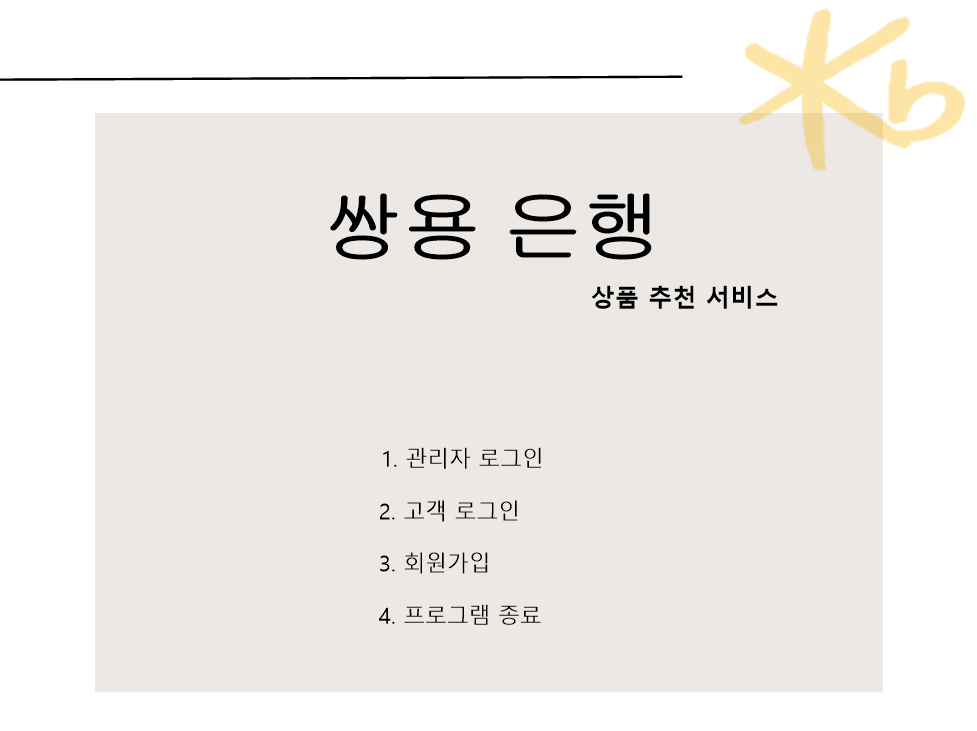 Kb
쌍용 은행
상품 추천 서비스
1. 관리자 로그인
2. 고객 로그인
3. 회원가입
4. 프로그램 종료